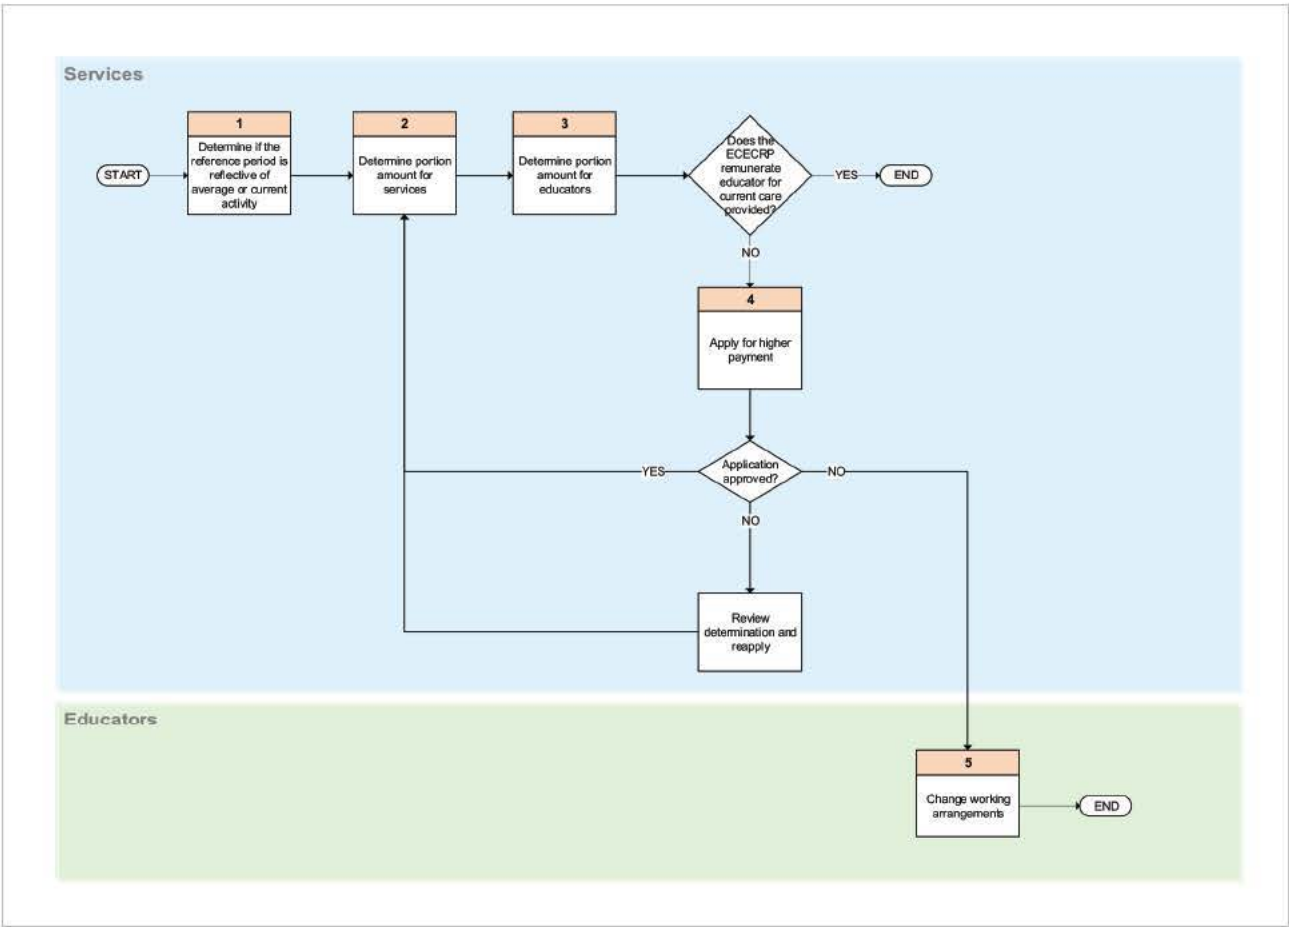 Services
START
1
Determine if the
reference period is
reflective of
average or current
activity
2
Determine portion
amount for
services
3
Determine portion
amount for
educators
Does the
ECECRP
remunerate
educator for
current care
provided?
YES
END
NO
4
Apply for higher
payment
YES
Application
approved?
NO
NO
Review
determination and
reapply
Educators
5
Change working
arrangements
END